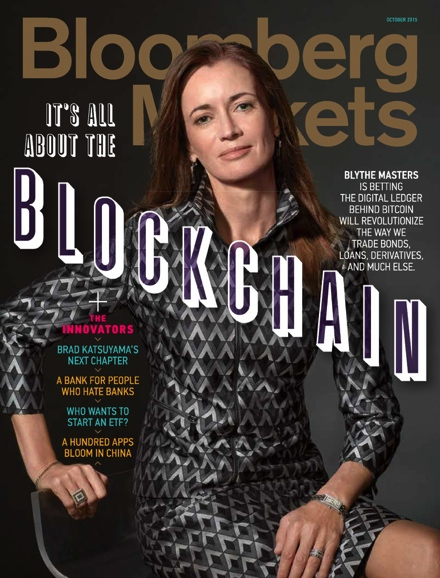 OCTOBER 2015
Bloomberg
Markets
IT'S ALL
ABOUT THE
BLOCKCHAIN
BLYTHE MASTERS
IS BETTING
THE DIGITAL LEDGER
BEHIND BITCOIN
WILL REVOLUTIONIZE
THE WAY WE
TRADE BONDS,
LOANS, DERIVATIVES,
AND MUCH ELSE.
+
THE
INNOVATORS
BRAD KATSUYAMA'S
NEXT CHAPTER
A BANK FOR PEOPLE
WHO HATE BANKS
WHO WANTS TO
START AN ETF?
A HUNDRED APPS
BLOOM IN CHINA